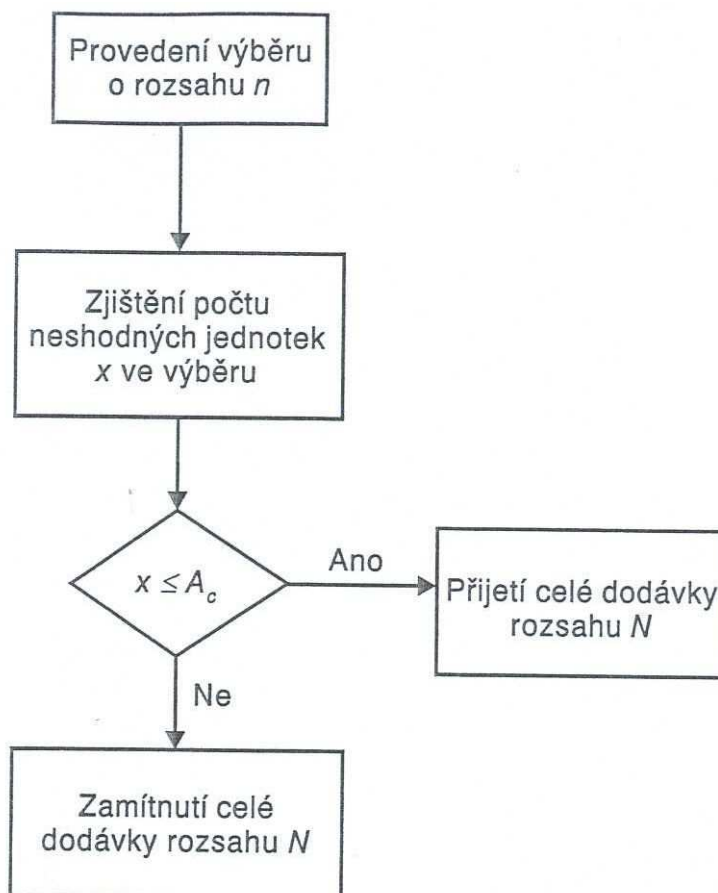 Provedení výběru
o rozsahu n
Zjištění počtu
neshodných jednotek
x ve výběru
x ≤ A_c
Ano
Přijetí celé dodávky
rozsahu N
Ne
Zamítnutí celé
dodávky rozsahu N